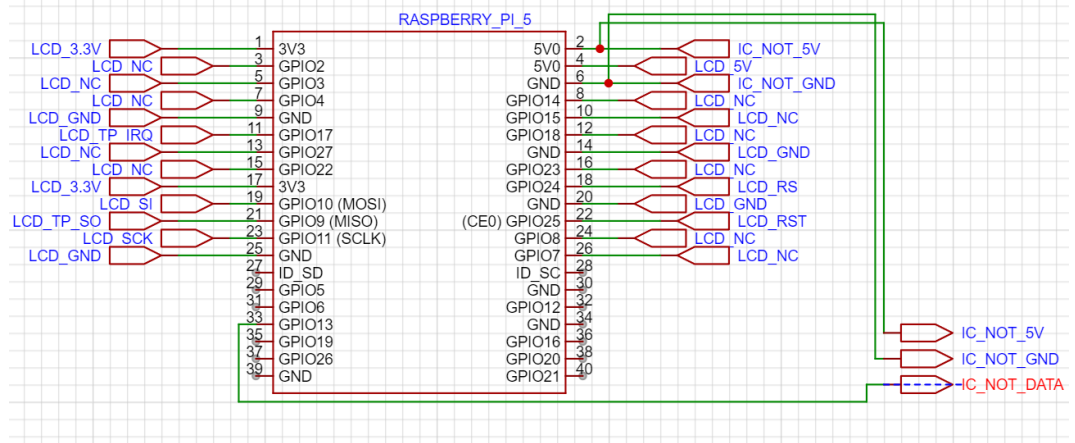 RASPBERRY_PI_5
LCD_3.3V 1 3V3 5V0 2 IC_NOT_5V
LCD_NC 3 GPIO2 5V0 4 LCD_5V
LCD_NC 5 GPIO3 GND 6 IC_NOT_GND
LCD_NC 7 GPIO4 GPIO14 8 LCD_NC
LCD_GND 9 GND GPIO15 10 LCD_NC
LCD_TP_IRQ 11 GPIO17 GPIO18 12 LCD_NC
LCD_NC 13 GPIO27 GND 14 LCD_GND
LCD_NC 15 GPIO22 GPIO23 16 LCD_NC
LCD_3.3V 17 3V3 GPIO24 18 LCD_RS
LCD_SI 19 GPIO10 (MOSI) GND 20 LCD_GND
LCD_TP_SO 21 GPIO9 (MISO) (CE0) GPIO25 22 LCD_RST
LCD_SCK 23 GPIO11 (SCLK) GPIO8 24 LCD_NC
LCD_GND 25 GND GPIO7 26 LCD_NC
27 ID_SD ID_SC 28
29 GPIO5 GND 30
31 GPIO6 GPIO12 32
33 GPIO13 GND 34 IC_NOT_5V
35 GPIO19 GPIO16 36
37 GPIO26 GPIO20 38 IC_NOT_GND
39 GND GPIO21 40 IC_NOT_DATA